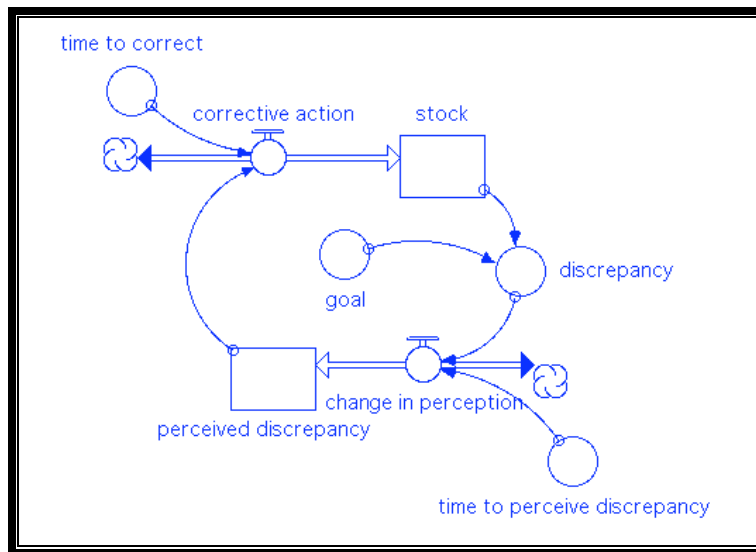 time to correct
corrective action
stock
discrepancy
goal
change in perception
perceived discrepancy
time to perceive discrepancy